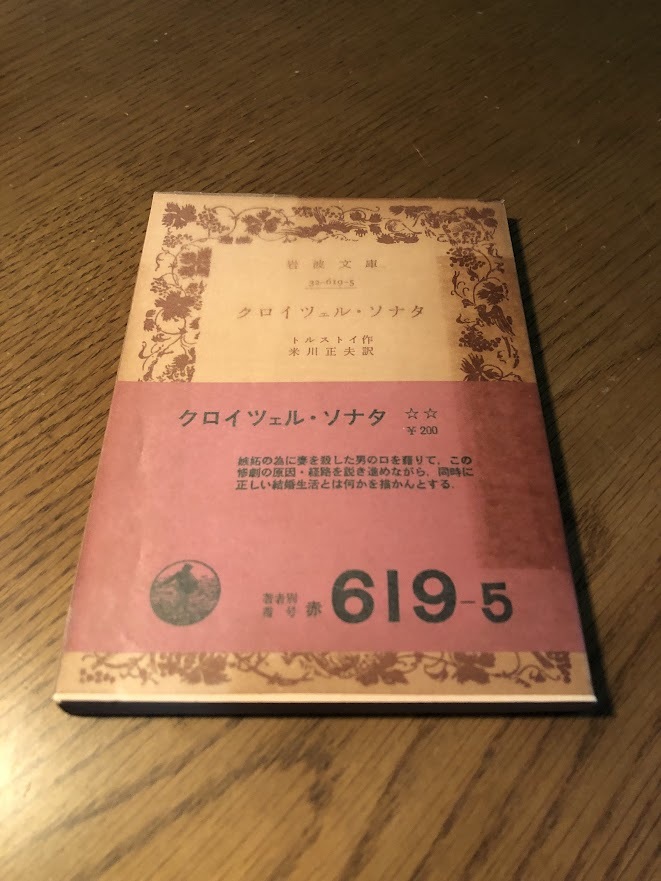 岩波文庫
32-619-5
クロイツェル・ソナタ
トルストイ作
米川正夫訳
クロイツェル・ソナタ ☆☆
¥200
嫉妬の為に妻を殺した男の口を藉りて、この
惨劇の原因・経路を説き進めながら、同時に
正しい結婚生活とは何かを描かんとする.
著者別
番号 赤 619-5